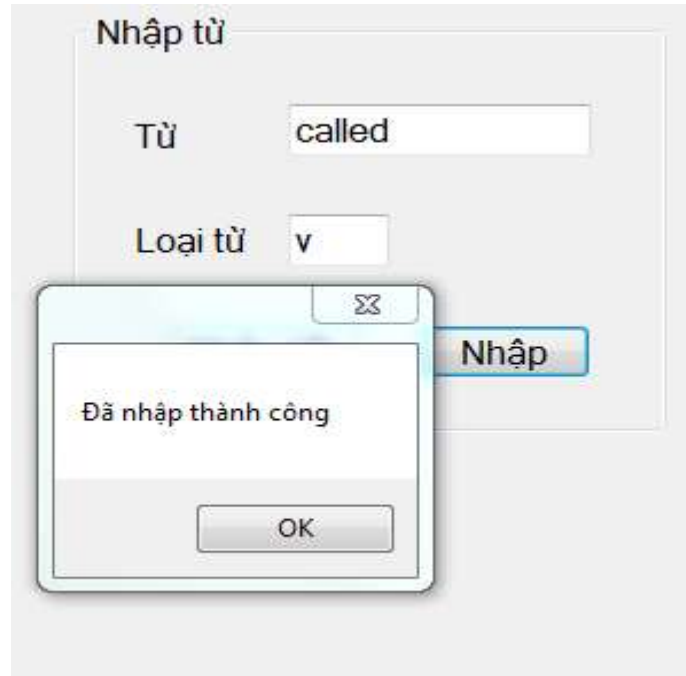 Nhập từ
Từ called
Loại từ v
Nhập
Đã nhập thành công
OK